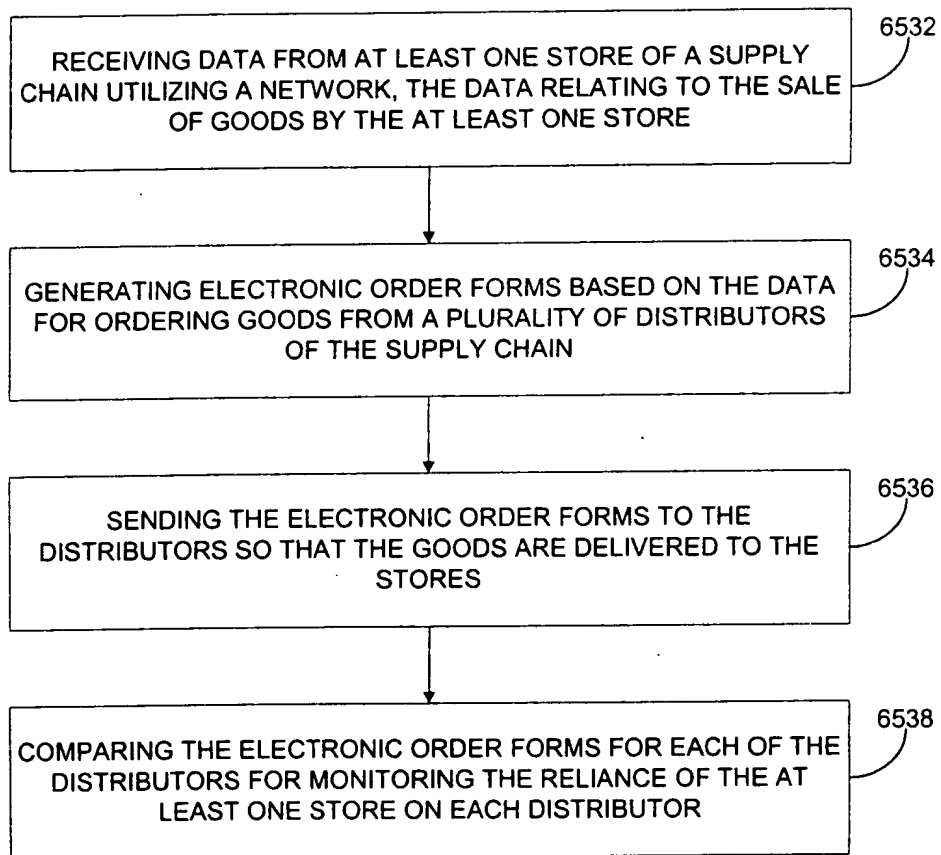 6532
RECEIVING DATA FROM AT LEAST ONE STORE OF A SUPPLY
CHAIN UTILIZING A NETWORK, THE DATA RELATING TO THE SALE
OF GOODS BY THE AT LEAST ONE STORE
6534
GENERATING ELECTRONIC ORDER FORMS BASED ON THE DATA
FOR ORDERING GOODS FROM A PLURALITY OF DISTRIBUTORS
OF THE SUPPLY CHAIN
6536
SENDING THE ELECTRONIC ORDER FORMS TO THE
DISTRIBUTORS SO THAT THE GOODS ARE DELIVERED TO THE
STORES
6538
COMPARING THE ELECTRONIC ORDER FORMS FOR EACH OF THE
DISTRIBUTORS FOR MONITORING THE RELIANCE OF THE AT
LEAST ONE STORE ON EACH DISTRIBUTOR